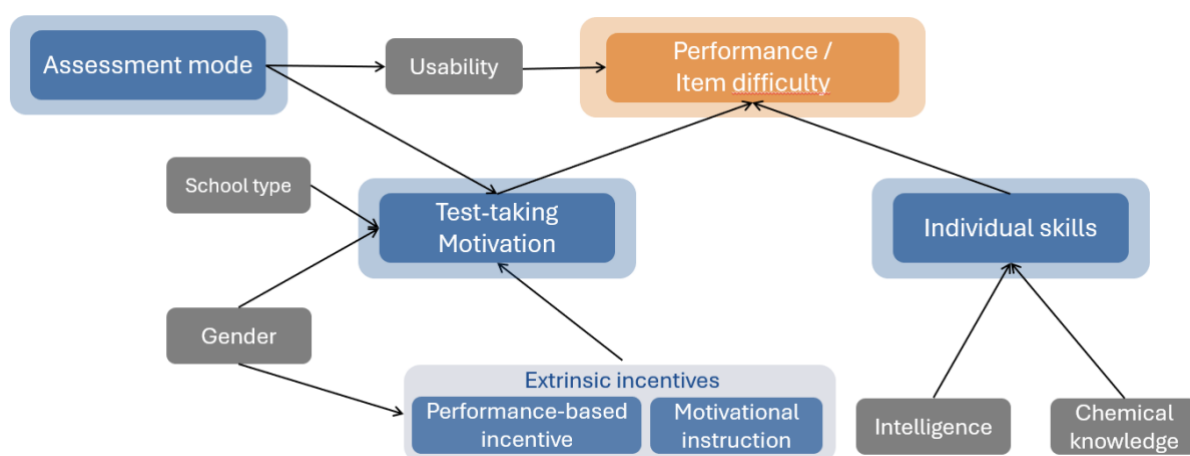 Assessment mode
Usability
Performance /
Item difficulty
School type
Test-taking
Motivation
Individual skills
Gender
Extrinsic incentives
Performance-based
incentive
Motivational
instruction
Intelligence
Chemical
knowledge